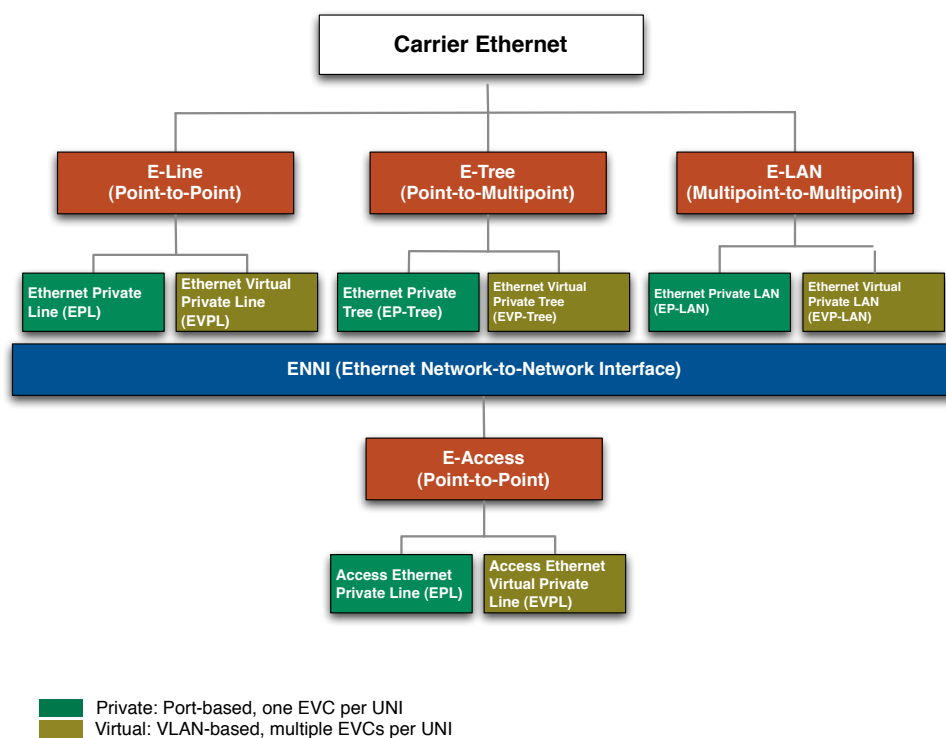 Carrier Ethernet
E-Line
(Point-to-Point)
E-Tree
(Point-to-Multipoint)
E-LAN
(Multipoint-to-Multipoint)
Ethernet Private
Line (EPL)
Ethernet Virtual
Private Line
(EVPL)
Ethernet Private
Tree (EP-Tree)
Ethernet Virtual
Private Tree
(EVP-Tree)
Ethernet Private LAN
(EP-LAN)
Ethernet Virtual
Private LAN
(EVP-LAN)
ENNI (Ethernet Network-to-Network Interface)
E-Access
(Point-to-Point)
Access Ethernet
Private Line (EPL)
Access Ethernet
Virtual Private
Line (EVPL)
Private: Port-based, one EVC per UNI
Virtual: VLAN-based, multiple EVCs per UNI